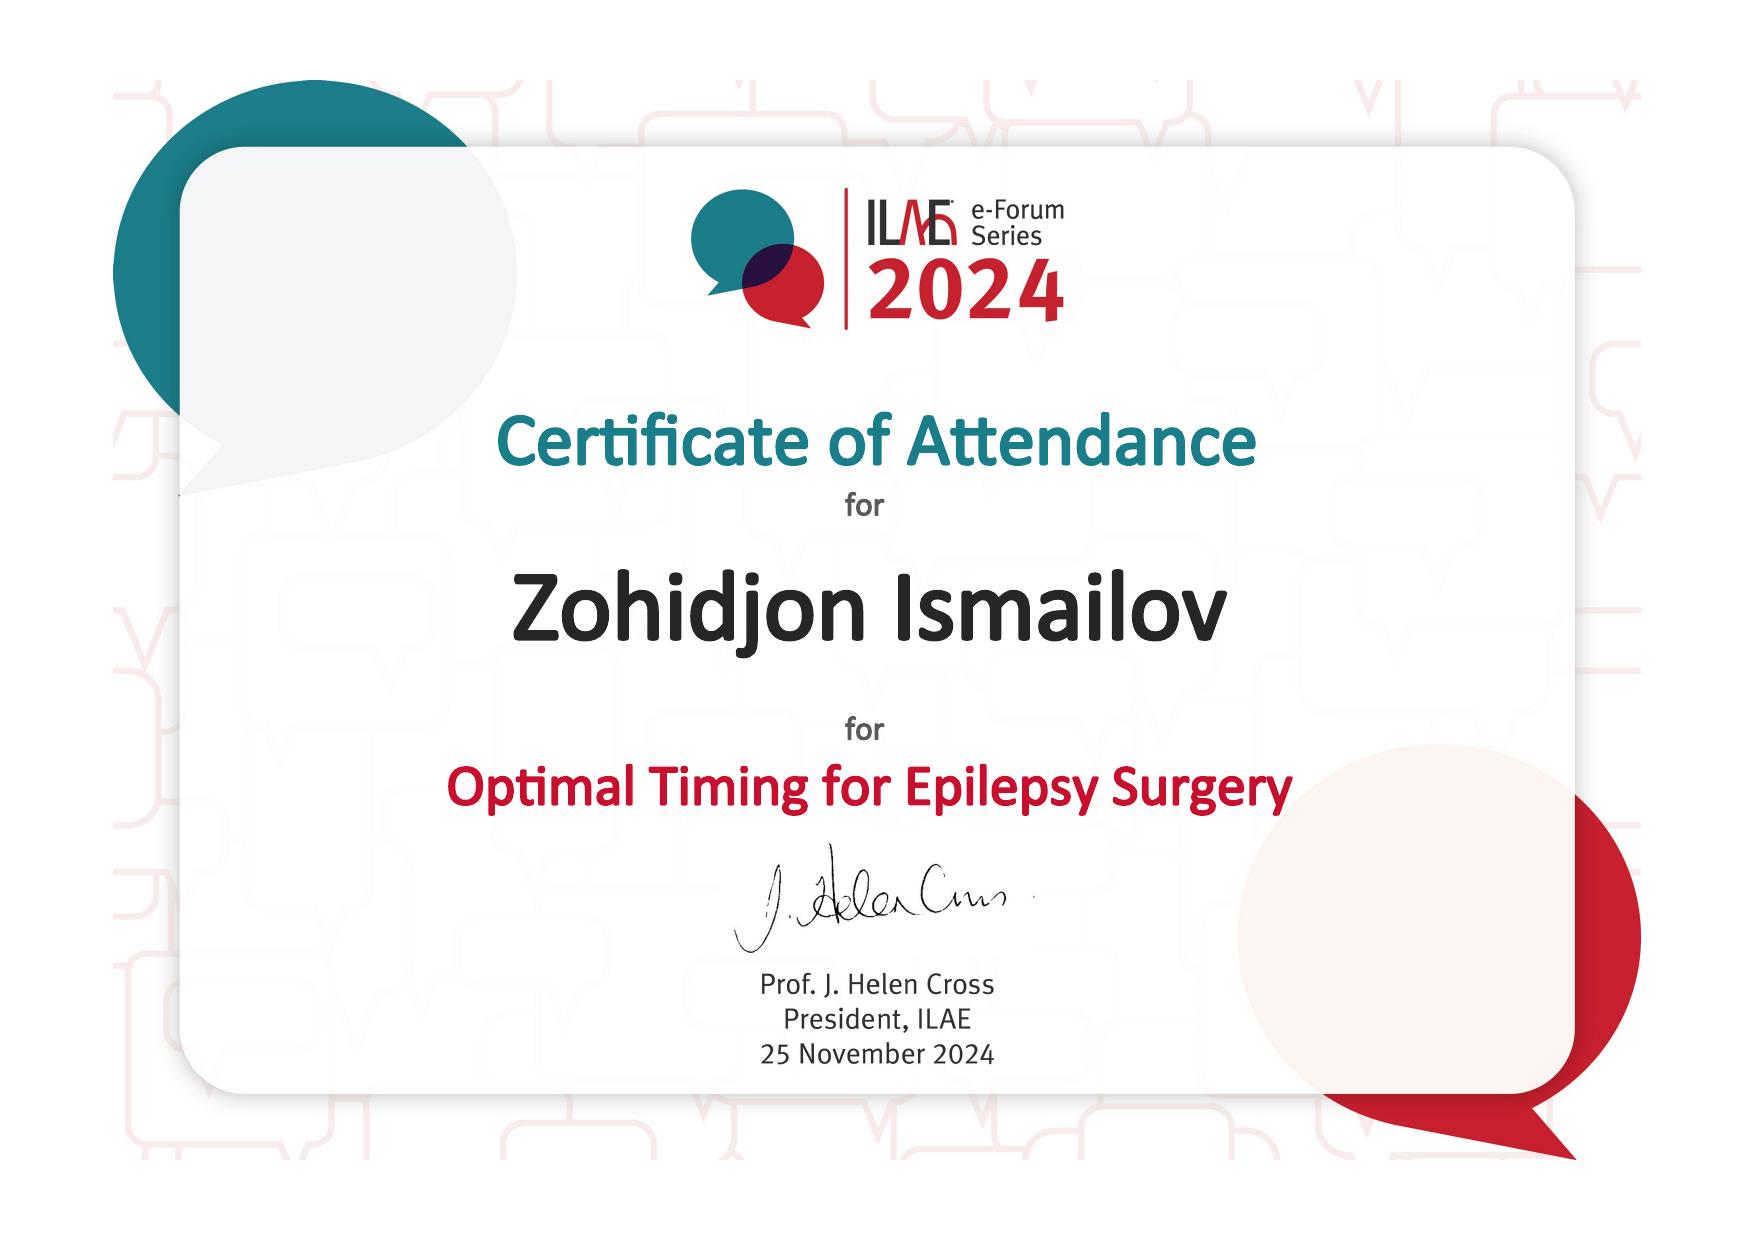 ILAE e-Forum
Series
2024
Certificate of Attendance
for
Zohidjon Ismailov
for
Optimal Timing for Epilepsy Surgery
J. Helen Cross
Prof. J. Helen Cross
President, ILAE
25 November 2024